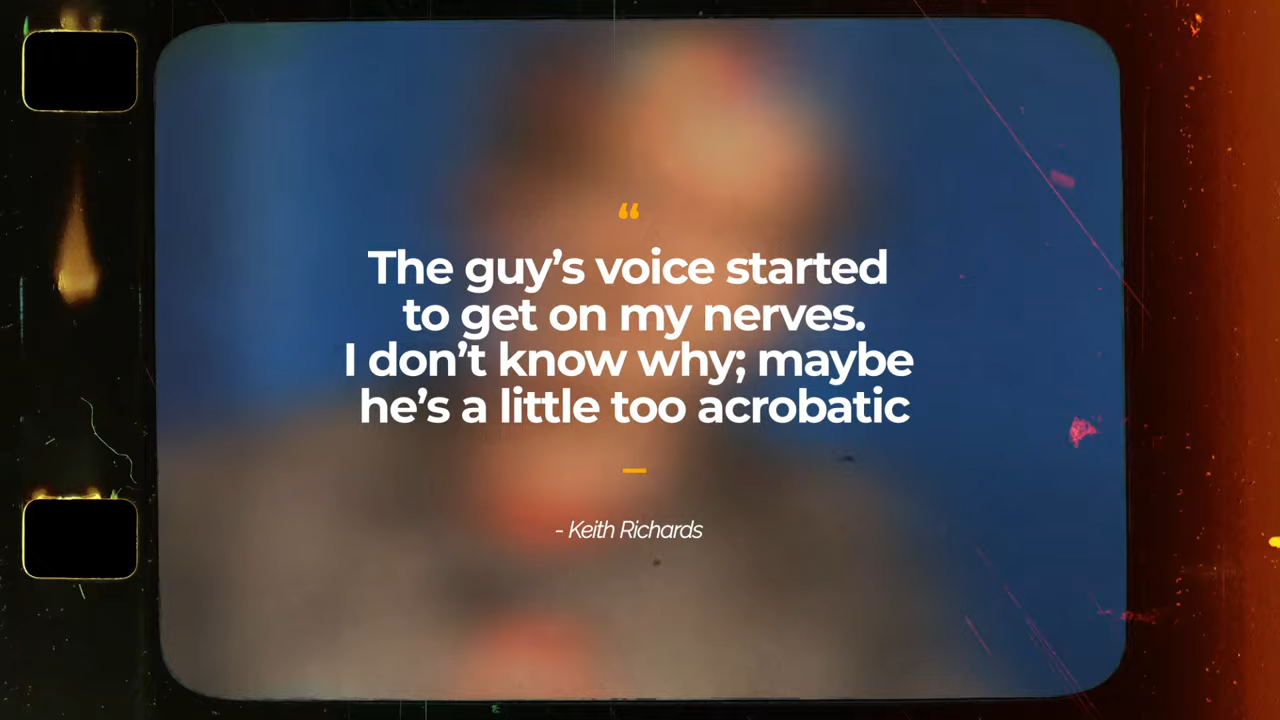 “
The guy’s voice started
to get on my nerves.
I don’t know why; maybe
he’s a little too acrobatic
- Keith Richards